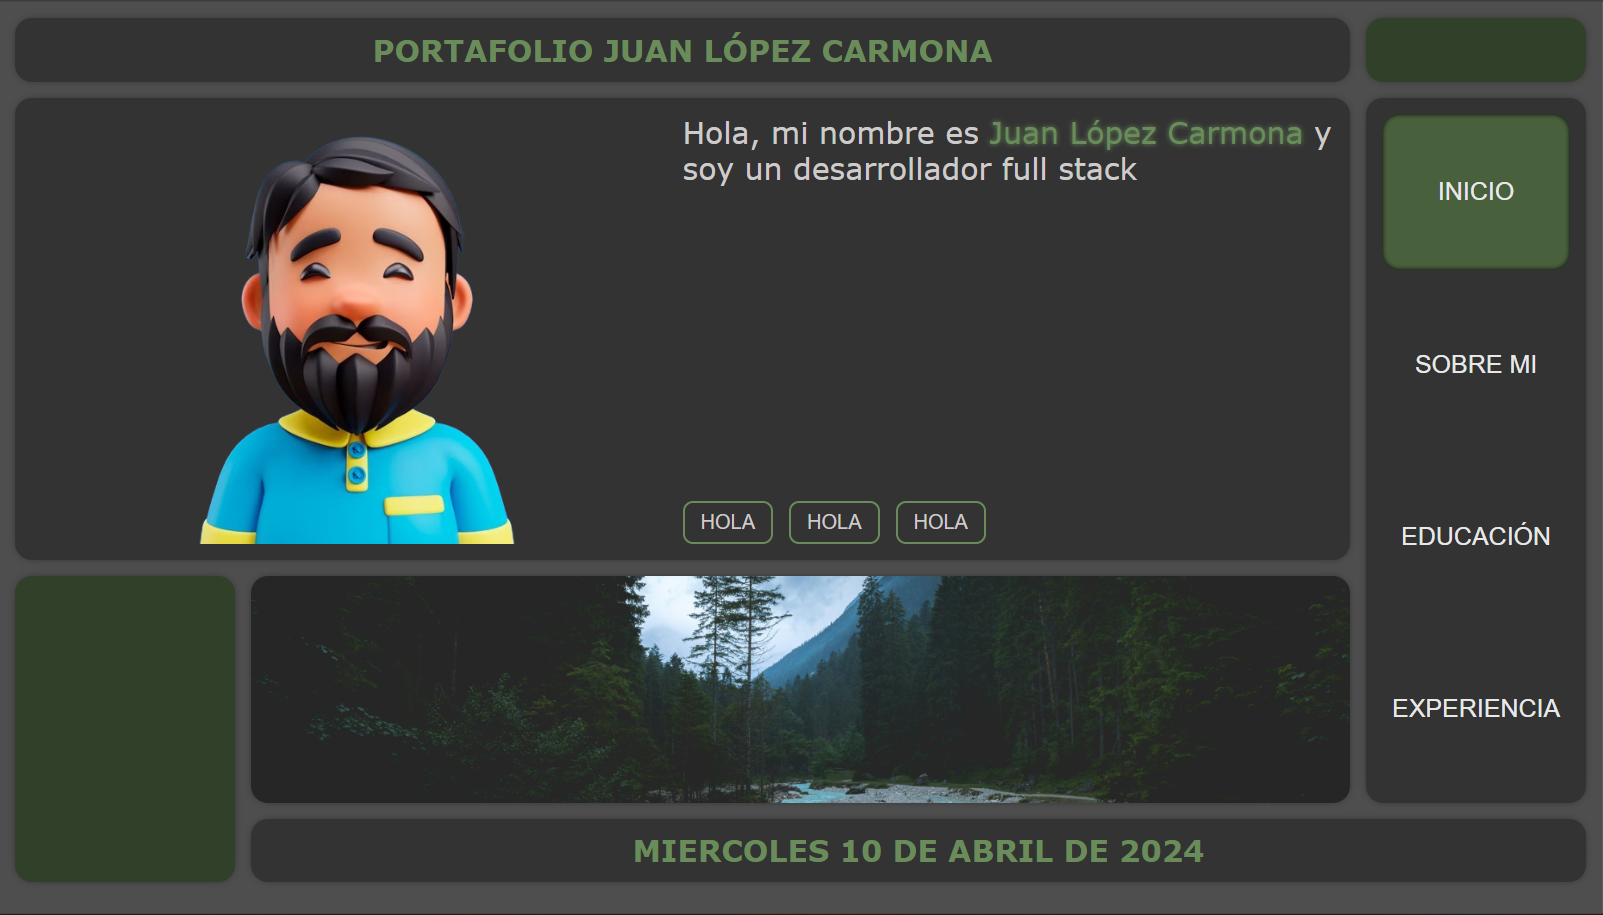 PORTAFOLIO JUAN LÓPEZ CARMONA
Hola, mi nombre es Juan López Carmona y
soy un desarrollador full stack
HOLA HOLA HOLA
INICIO
SOBRE MI
EDUCACIÓN
EXPERIENCIA
MIERCOLES 10 DE ABRIL DE 2024